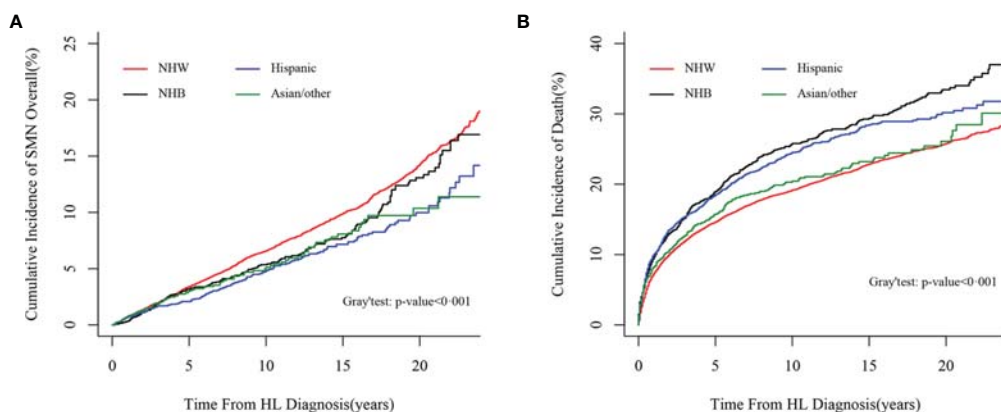 A
Cumulative Incidence of SMN Overall(%)
25
20
15
10
5
0
NHW
Hispanic
NHB
Asian/other
Gray'test: p-value<0·001
0 5 10 15 20
Time From HL Diagnosis(years)
B
Cumulative Incidence of Death(%)
40
30
20
10
0
NHW
Hispanic
NHB
Asian/other
Gray'test: p-value<0·001
0 5 10 15 20
Time From HL Diagnosis(years)